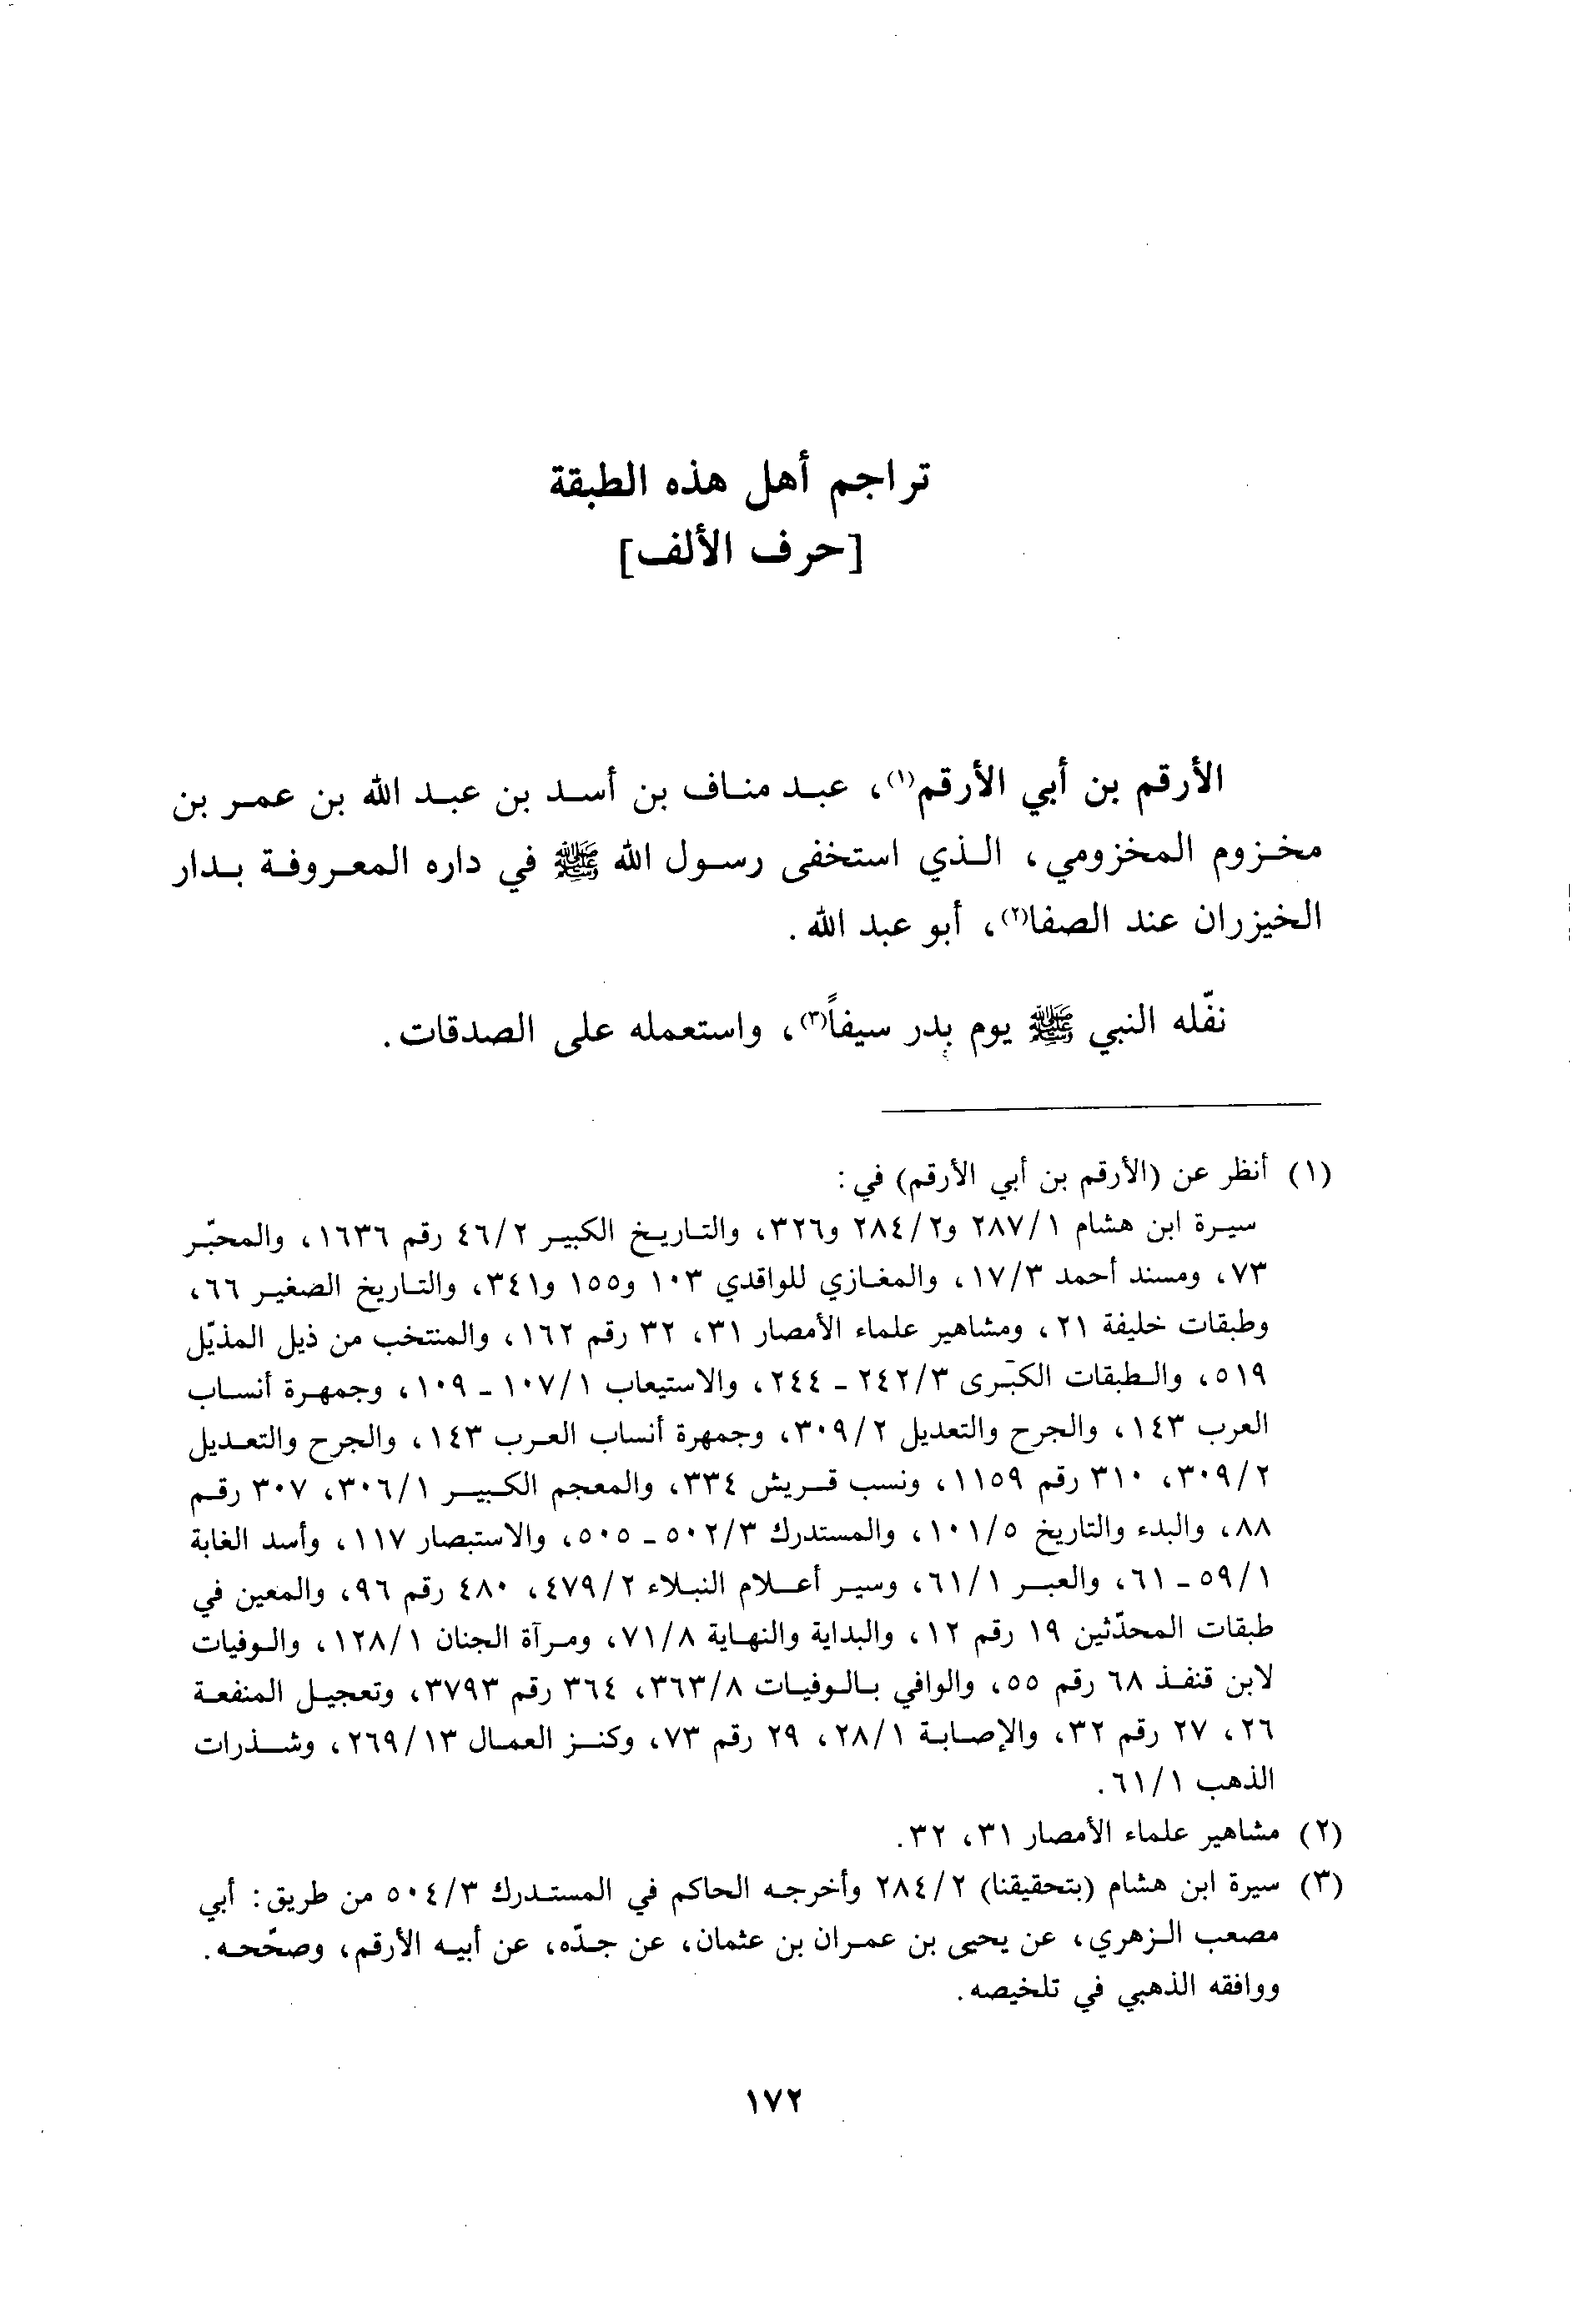 تراجم أهل هذه الطبقة
[حرف الألف]
الأرقم بن أبي الأرقم(١)، عبد مناف بن أسد بن عبد الله بن عمر بن
مخزوم المخزومي، الذي استخفى رسول الله ﷺ في داره المعروفة بدار
الخيزران عند الصفا(٢)، أبو عبد الله.
نفّله النبي ﷺ يوم بدر سيفاً(٣)، واستعمله على الصدقات.
(١) أنظر عن (الأرقم بن أبي الأرقم) في:
سيرة ابن هشام ٢٨٧/١ و٢٨٤/٢ و٣٢٦، والتاريخ الكبير ٤٦/٢ رقم ١٦٣٦، والمحبّر
٧٣، ومسند أحمد ١٧/٣، والمغازي للواقدي ١٠٣ و١٥٥ و٣٤١، والتاريخ الصغير ٦٦،
وطبقات خليفة ٢١، ومشاهير علماء الأمصار ٣١، ٣٢ رقم ١٦٢، والمنتخب من ذيل المذيّل
٥١٩، والطبقات الكبرى ٢٤٢/٣ - ٢٤٤، والاستيعاب ١٠٧/١ - ١٠٩، وجمهرة أنساب
العرب ١٤٣، والجرح والتعديل ٣٠٩/٢، وجمهرة أنساب العرب ١٤٣، والجرح والتعديل
٣٠٩/٢، ٣١٠ رقم ١١٥٩، ونسب قريش ٣٣٤، والمعجم الكبير ٣٠٦/١، ٣٠٧ رقم
٨٨، والبدء والتاريخ ١٠١/٥، والمستدرك ٥٠٢/٣ - ٥٠٥، والاستبصار ١١٧، وأسد الغابة
٥٩/١ - ٦١، والعبر ٦١/١، وسير أعلام النبلاء ٤٧٩/٢، ٤٨٠ رقم ٩٦، والمعين في
طبقات المحدّثين ١٩ رقم ١٢، والبداية والنهاية ٧١/٨، ومرآة الجنان ١٢٨/١، والوفيات
لابن قنفذ ٦٨ رقم ٥٥، والوافي بالوفيات ٣٦٣/٨، ٣٦٤ رقم ٣٧٩٣، وتعجيل المنفعة
٢٦، ٢٧ رقم ٣٢، والإصابة ٢٨/١، ٢٩ رقم ٧٣، وكنز العمال ٢٦٩/١٣، وشذرات
الذهب ٦١/١.
(٢) مشاهير علماء الأمصار ٣١، ٣٢.
(٣) سيرة ابن هشام (بتحقيقنا) ٢٨٤/٢ وأخرجه الحاكم في المستدرك ٥٠٤/٣ من طريق: أبي
مصعب الزهري، عن يحيى بن عمران بن عثمان، عن جدّه، عن أبيه الأرقم، وصحّحه.
ووافقه الذهبي في تلخيصه.
١٧٢